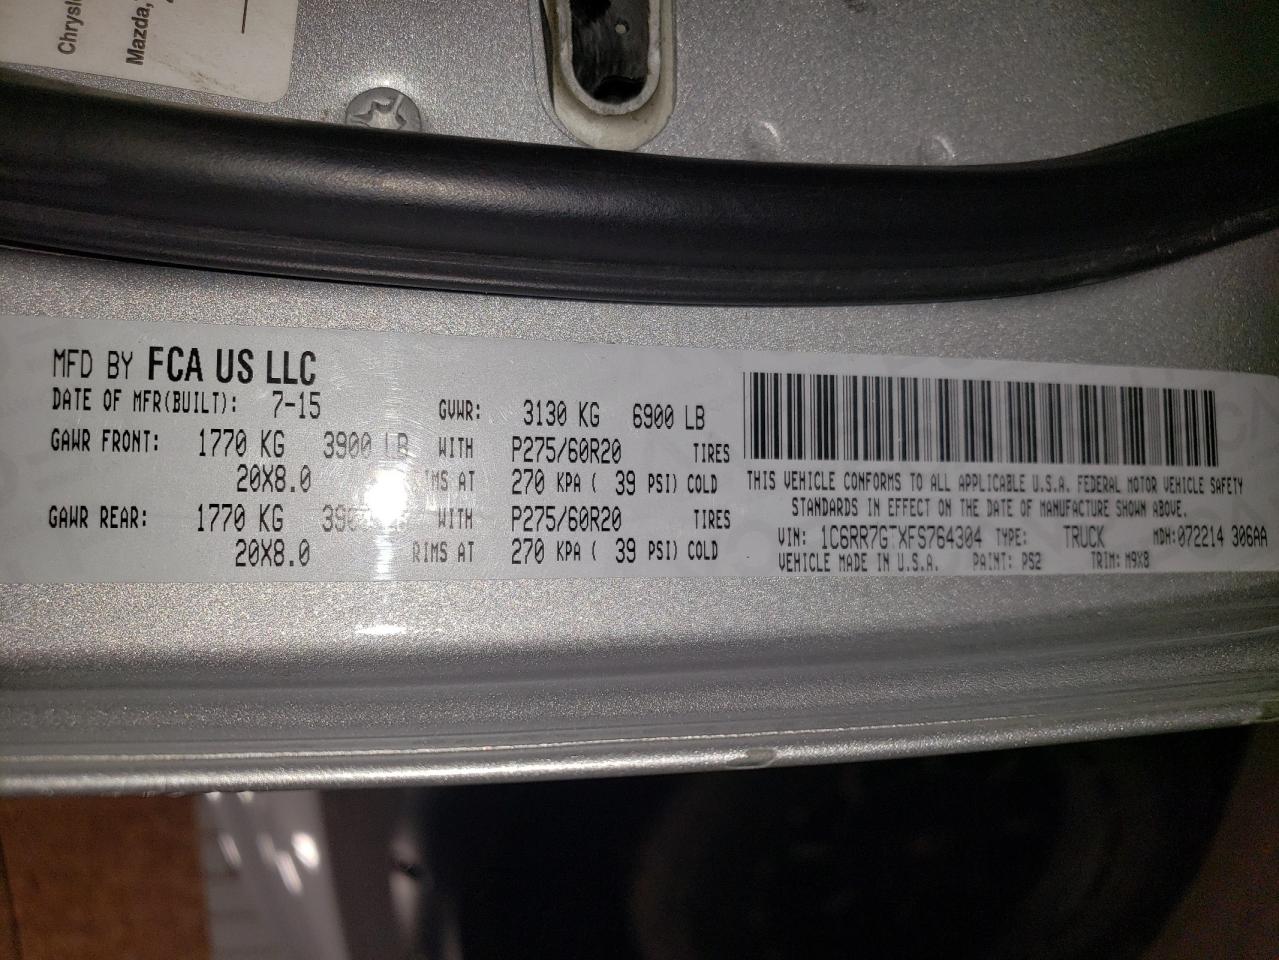 Chrysl
Mazda,
MFD BY FCA US LLC
DATE OF MFR(BUILT): 7-15 GVWR: 3130 KG 6900 LB
GAWR FRONT: 1770 KG 3900 LB WITH P275/60R20 TIRES
20X8.0 IMS AT 270 KPA ( 39 PSI) COLD
GAWR REAR: 1770 KG WITH P275/60R20 TIRES
20X8.0 RIMS AT 270 KPA ( 39 PSI) COLD
THIS VEHICLE CONFORMS TO ALL APPLICABLE U.S.A. FEDERAL MOTOR VEHICLE SAFETY
STANDARDS IN EFFECT ON THE DATE OF MANUFACTURE SHOWN ABOVE.
VIN: 1C6RR7GTXFS764304 TYPE: TRUCK MDH:072214 306AA
VEHICLE MADE IN U.S.A. PAINT: PS2 TRIM: M9X8